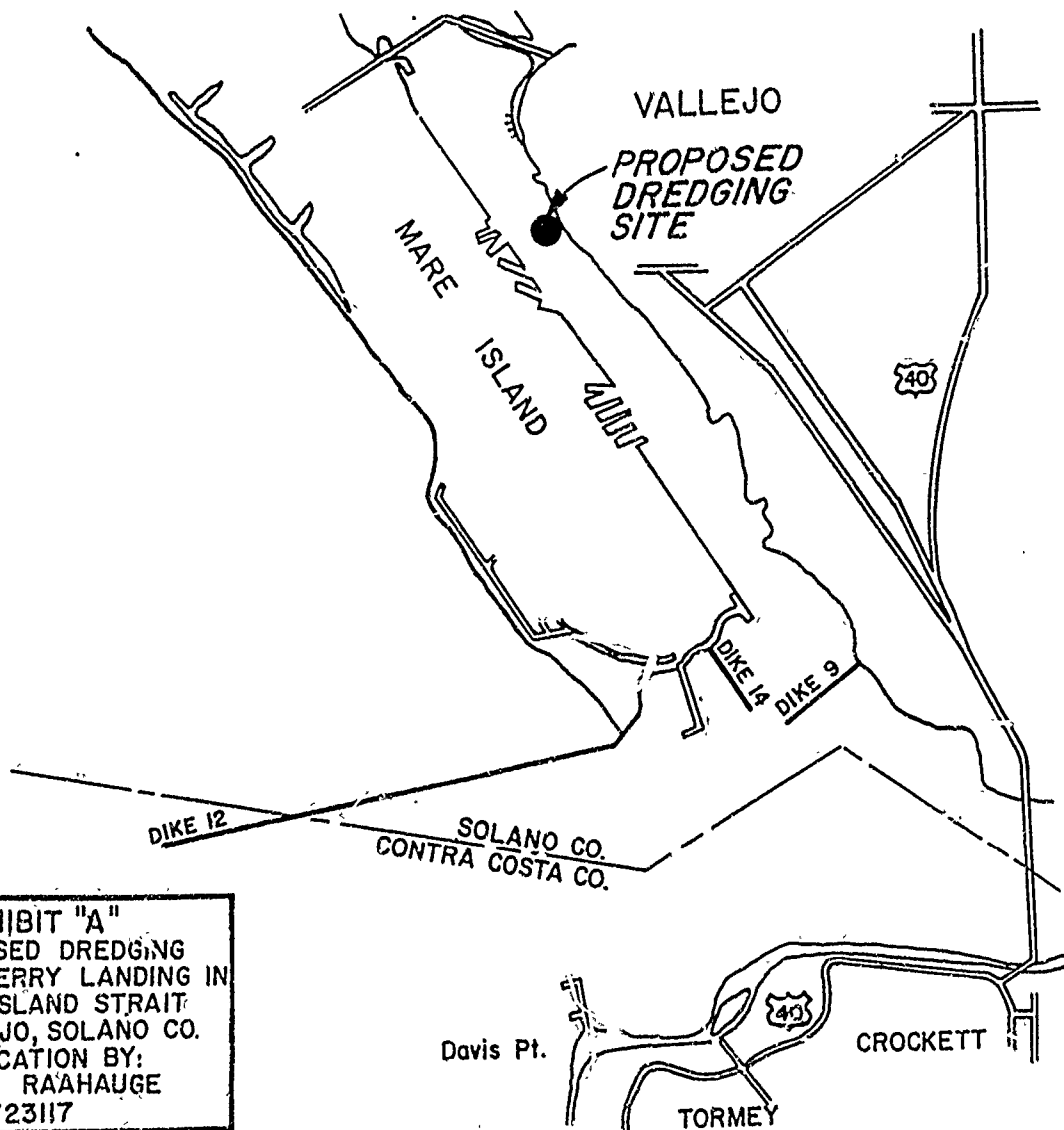 VALLEJO
PROPOSED
DREDGING
SITE
MARE
ISLAND
40
DIKE 14
DIKE 9
DIKE 12
SOLANO CO.
CONTRA COSTA CO.
HIBIT "A"
SED DREDGING
ERRY LANDING IN
SLAND STRAIT
JO, SOLANO CO.
CATION BY:
RAAHAUGE
23117
Davis Pt.
40
CROCKETT
TORMEY